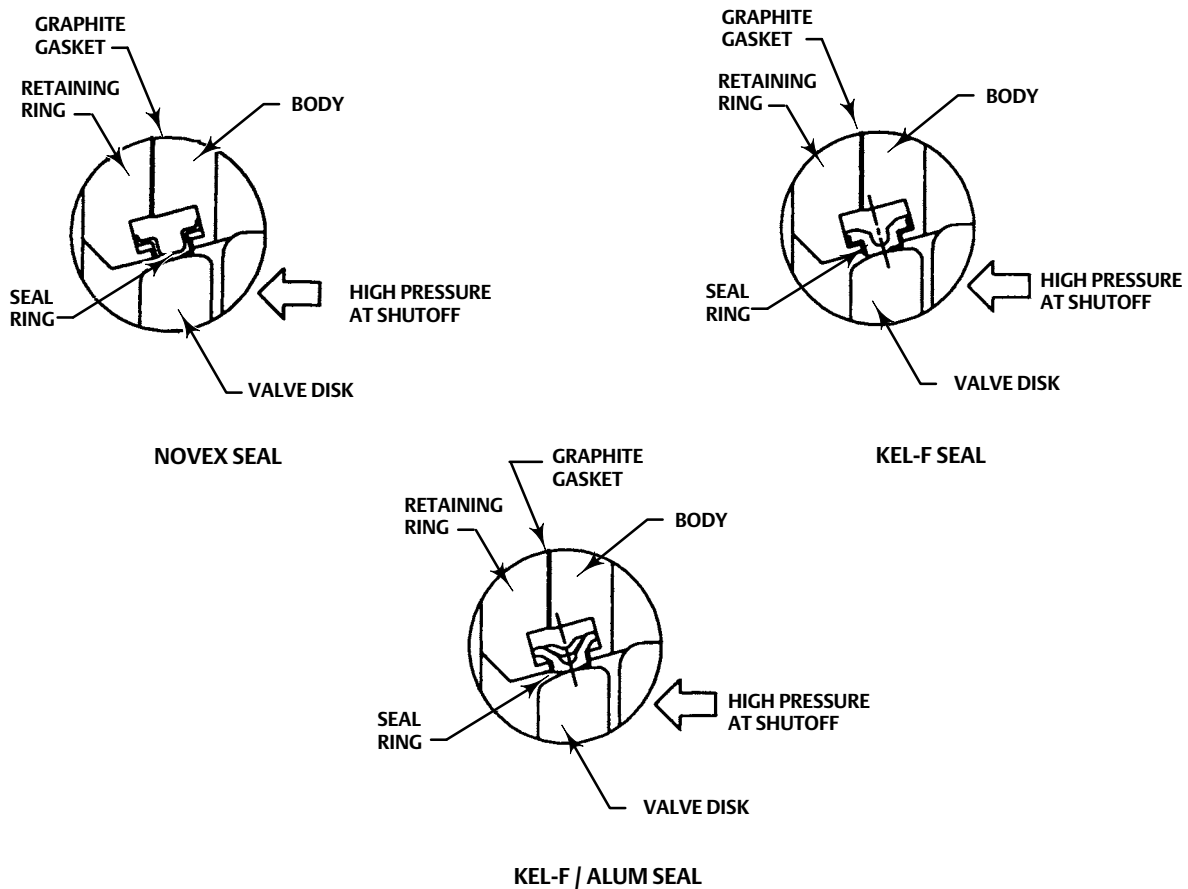 GRAPHITE
GASKET
RETAINING
RING
BODY
SEAL
RING
HIGH PRESSURE
AT SHUTOFF
VALVE DISK
NOVEX SEAL
GRAPHITE
GASKET
RETAINING
RING
BODY
SEAL
RING
HIGH PRESSURE
AT SHUTOFF
VALVE DISK
KEL-F SEAL
GRAPHITE
GASKET
RETAINING
RING
BODY
SEAL
RING
HIGH PRESSURE
AT SHUTOFF
VALVE DISK
KEL-F / ALUM SEAL